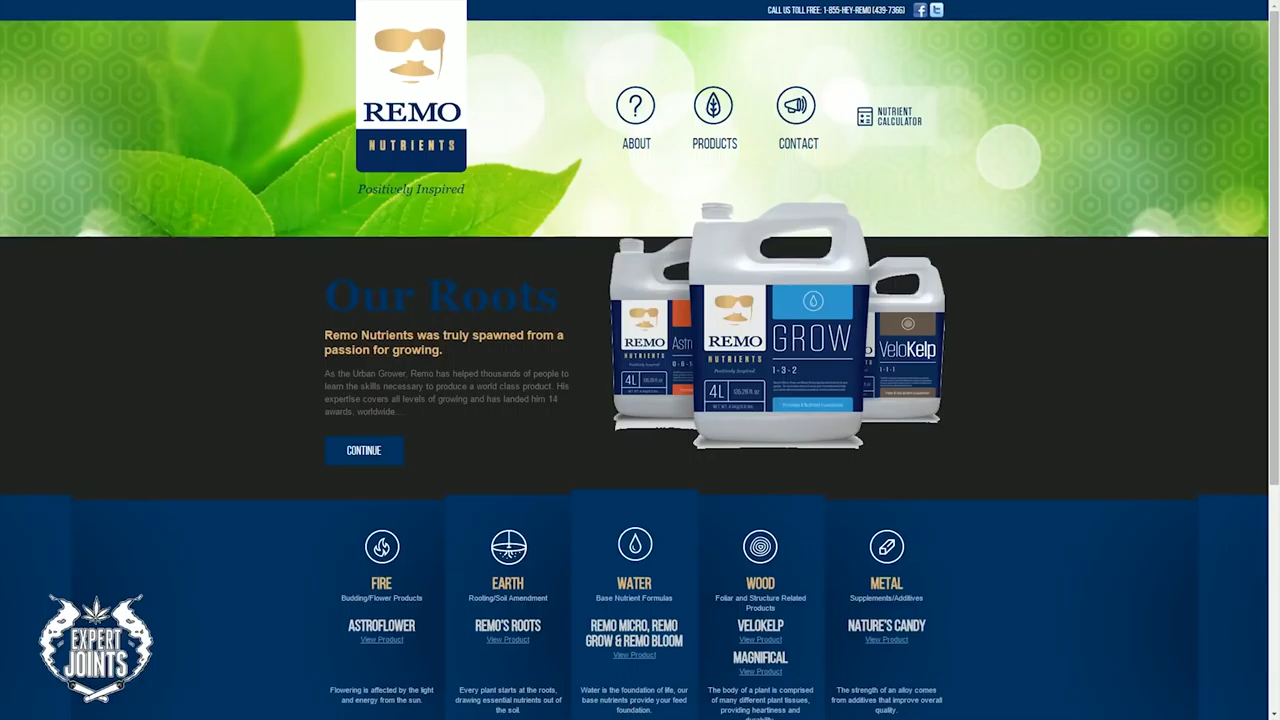 CALL US TOLL FREE: 1-855-HEY-REMO (439-7366)
REMO
NUTRIENTS
Positively Inspired
ABOUT
PRODUCTS
CONTACT
NUTRIENT
CALCULATOR
Our Roots
Remo Nutrients was truly spawned from a
passion for growing.
As the Urban Grower, Remo has helped thousands of people to
learn the skills necessary to produce a world class product. His
expertise covers all levels of growing and has landed him 14
awards, worldwide....
CONTINUE
REMO
NUTRIENTS
Positively Inspired
4L
Astr
REMO
NUTRIENTS
Positively Inspired
GROW
1-3-2
4L
VeloKelp
1-1-1
FIRE
Budding/Flower Products
ASTROFLOWER
View Product
Flowering is affected by the light
and energy from the sun.
EARTH
Rooting/Soil Amendment
REMO'S ROOTS
View Product
Every plant starts at the roots,
drawing essential nutrients out of
the soil.
WATER
Base Nutrient Formulas
REMO MICRO, REMO
GROW & REMO BLOOM
View Product
Water is the foundation of life, our
base nutrients provide your feed
foundation.
WOOD
Foliar and Structure Related
Products
VELOKELP
View Product
MAGNIFICAL
View Product
The body of a plant is comprised
of many different plant tissues,
providing heartiness and
durability.
METAL
Supplements/Additives
NATURE'S CANDY
View Product
The strength of an alloy comes
from additives that improve overall
quality.
EXPERT
JOINTS